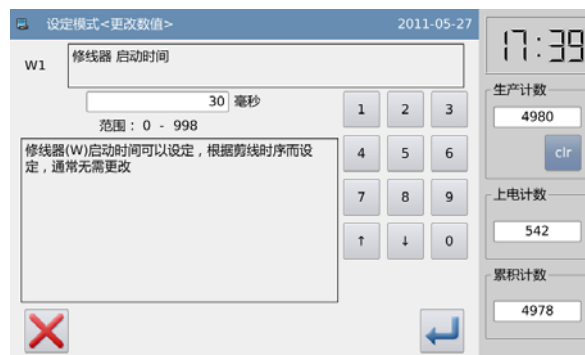 设定模式<更改数值> 2011-05-27
17:39
W1 修线器 启动时间
30 毫秒
范围：0 - 998
修线器(W)启动时间可以设定，根据剪线时序而设
定，通常无需更改
1 2 3
4 5 6
7 8 9
↑ ↓ 0
生产计数
4980
clr
上电计数
542
累积计数
4978